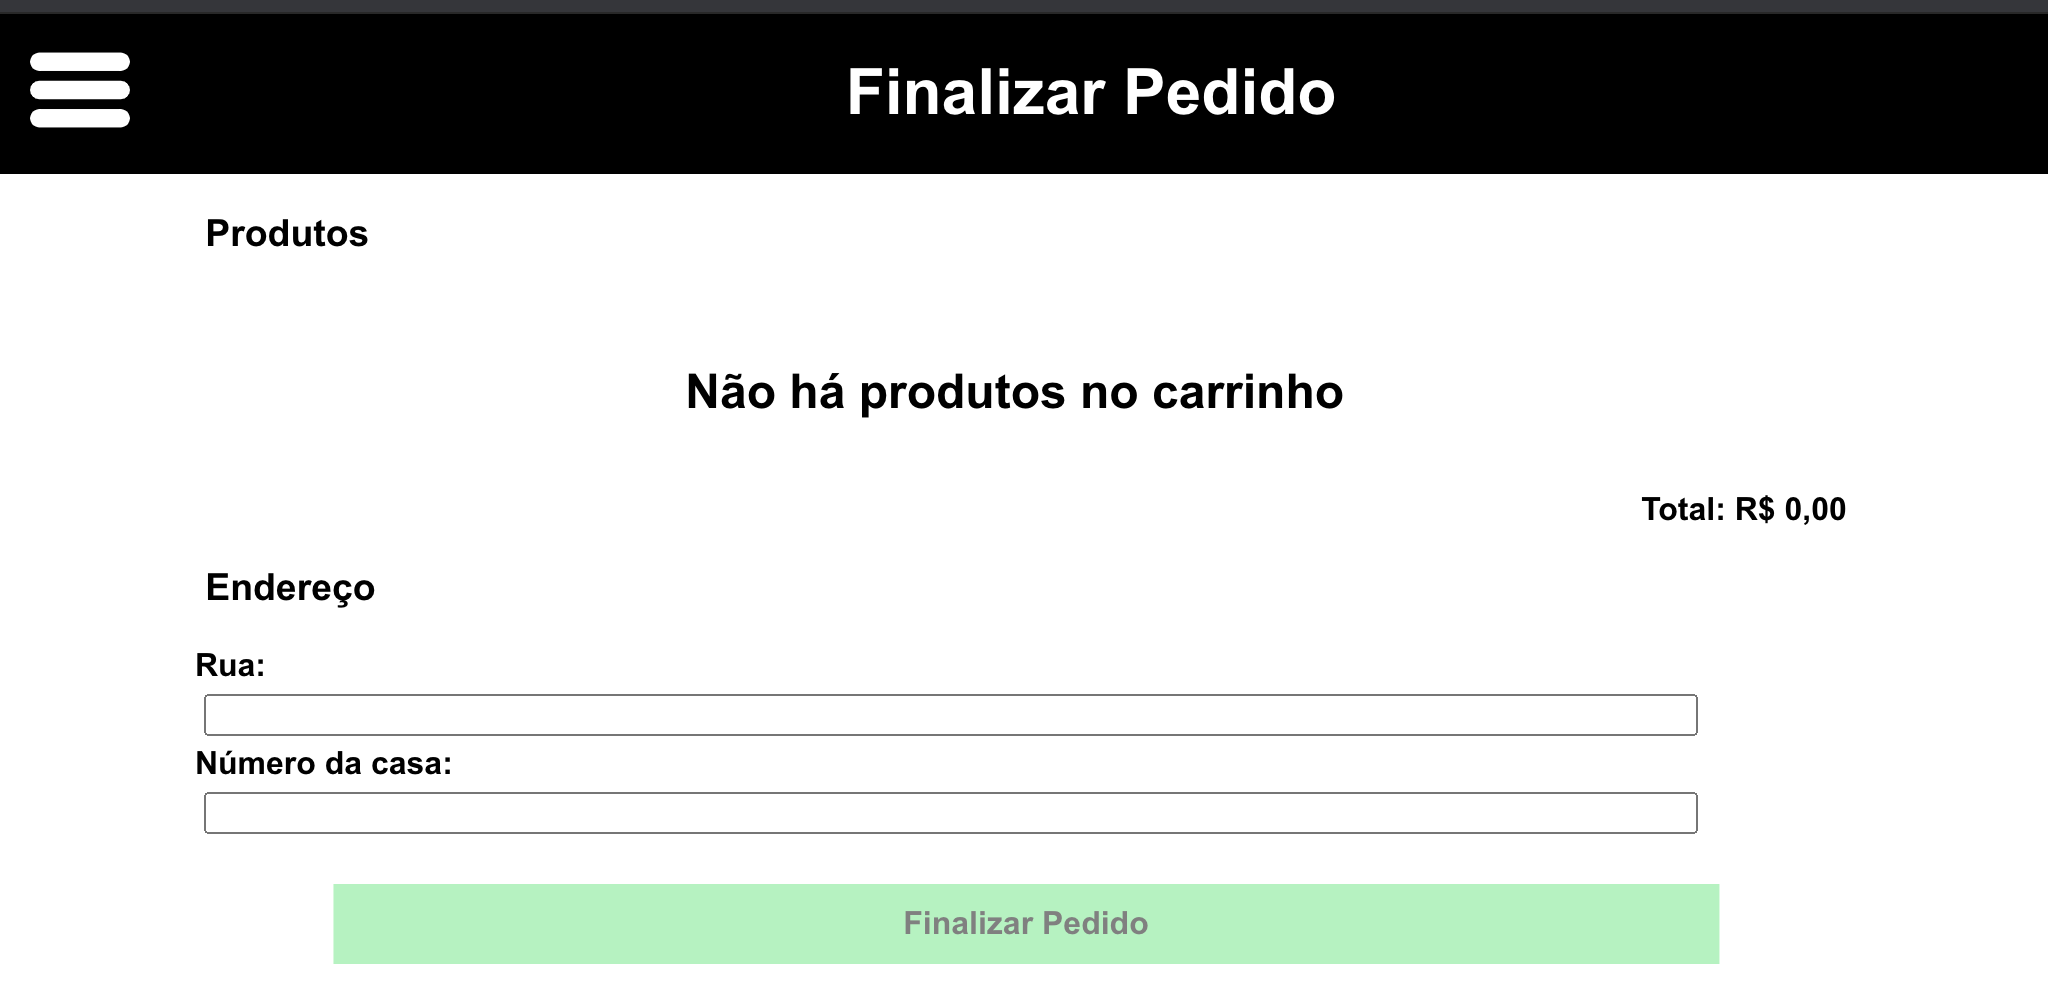 Finalizar Pedido
Produtos
Não há produtos no carrinho
Total: R$ 0,00
Endereço
Rua:
Número da casa:
Finalizar Pedido